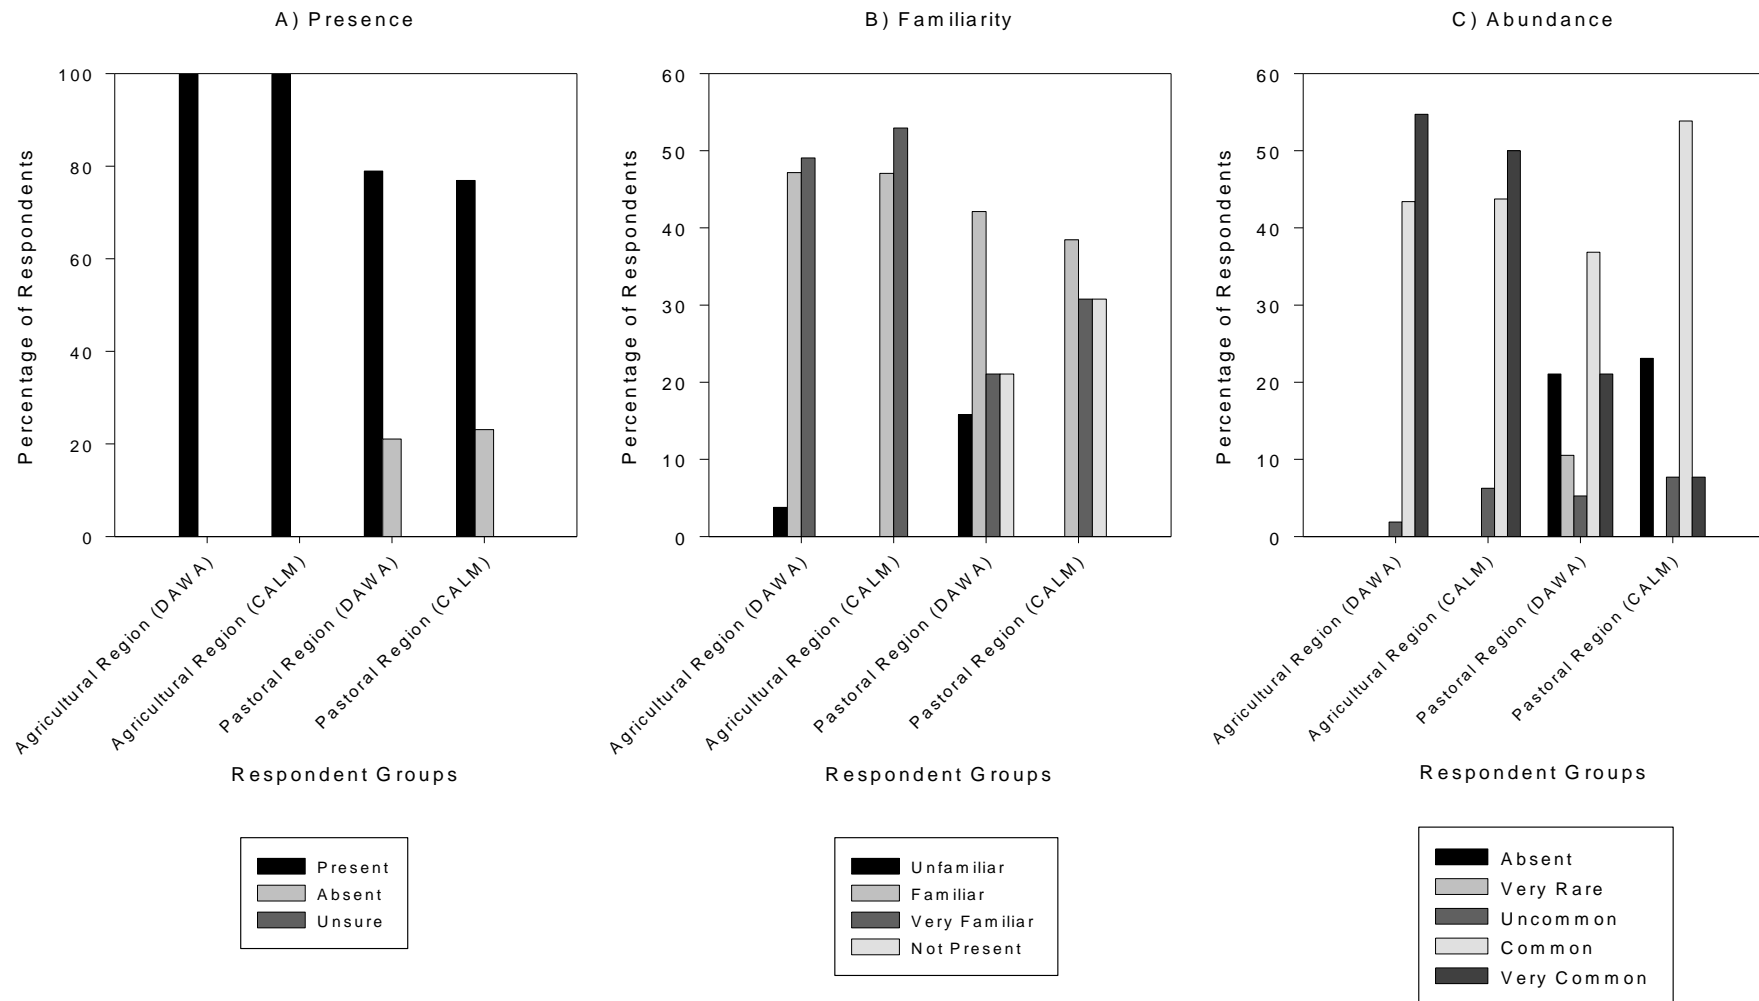 A) Presence
B) Familiarity
C) Abundance
Percentage of Respondents
100
80
60
40
20
0
Agricultural Region (DAWA)
Agricultural Region (CALM)
Pastoral Region (DAWA)
Pastoral Region (CALM)
Respondent Groups
Present
Absent
Unsure
Percentage of Respondents
60
50
40
30
20
10
0
Agricultural Region (DAWA)
Agricultural Region (CALM)
Pastoral Region (DAWA)
Pastoral Region (CALM)
Respondent Groups
Unfamiliar
Familiar
Very Familiar
Not Present
Percentage of Respondents
60
50
40
30
20
10
0
Agricultural Region (DAWA)
Agricultural Region (CALM)
Pastoral Region (DAWA)
Pastoral Region (CALM)
Respondent Groups
Absent
Very Rare
Uncommon
Common
Very Common